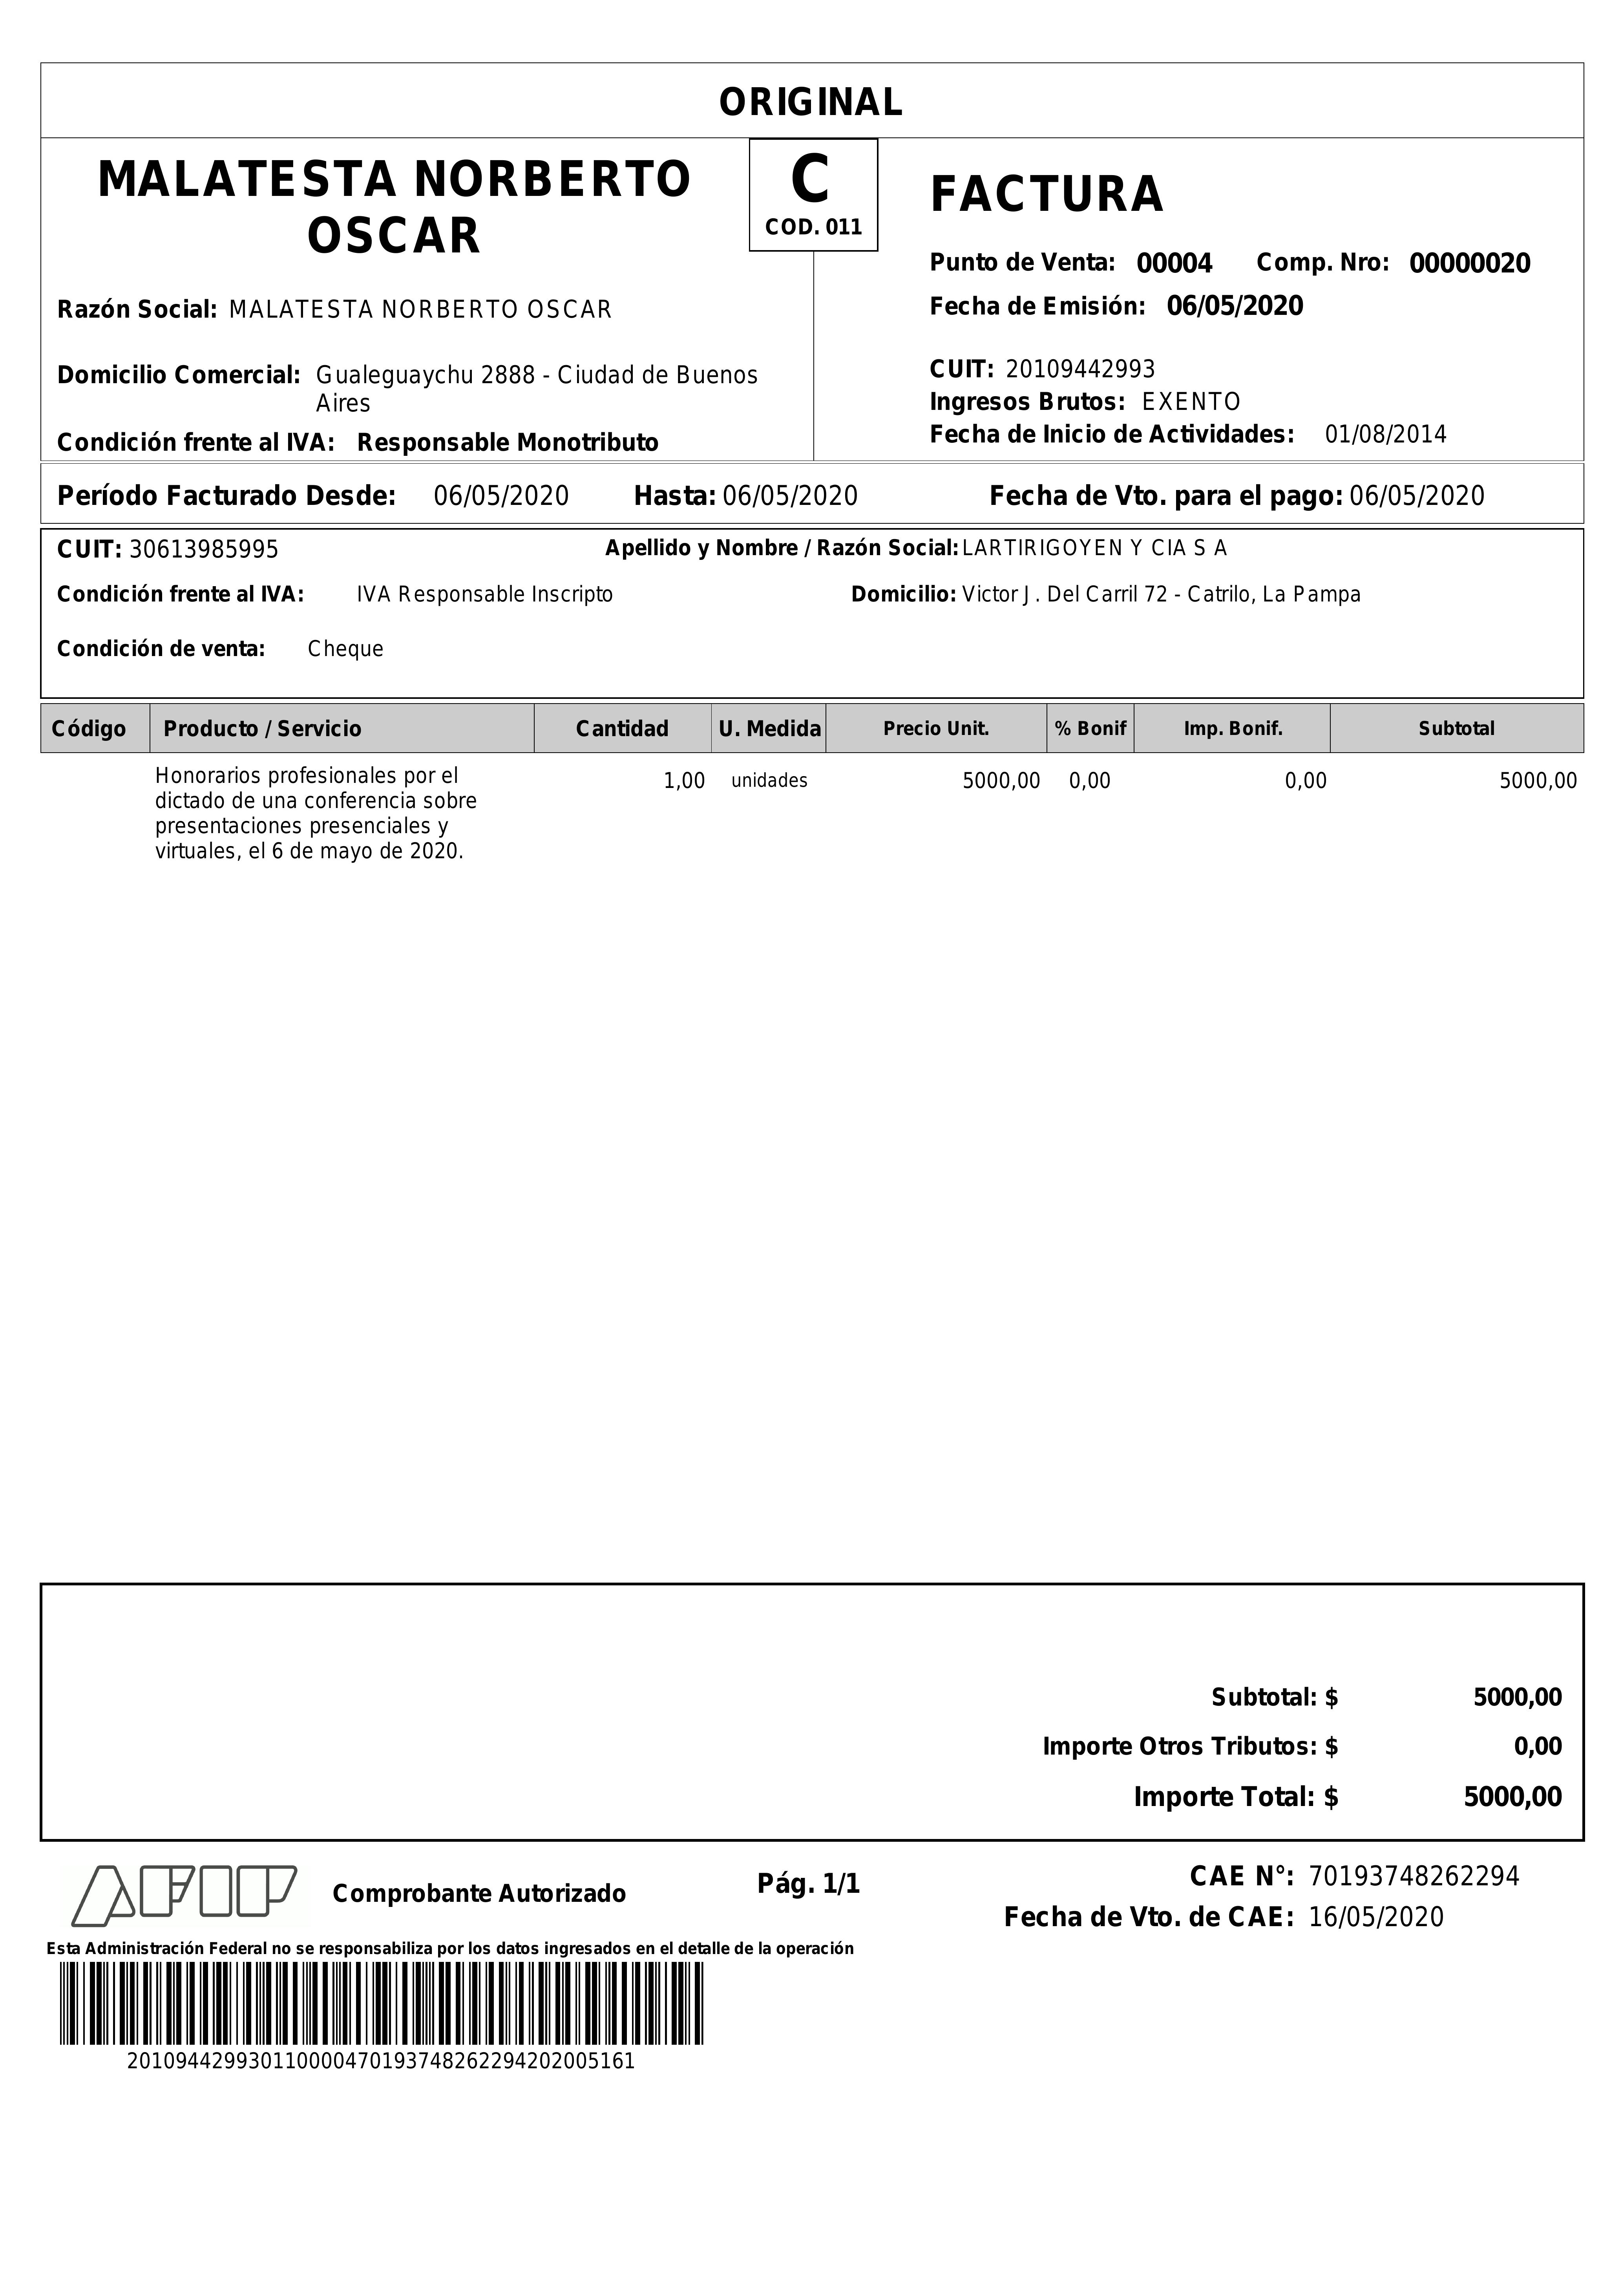 ORIGINAL
MALATESTA NORBERTO
OSCAR
C
COD. 011
FACTURA
Punto de Venta: 00004 Comp. Nro: 00000020
Fecha de Emisión: 06/05/2020
Razón Social: MALATESTA NORBERTO OSCAR
Domicilio Comercial: Gualeguaychu 2888 - Ciudad de Buenos
Aires
Condición frente al IVA: Responsable Monotributo
CUIT: 20109442993
Ingresos Brutos: EXENTO
Fecha de Inicio de Actividades: 01/08/2014
Período Facturado Desde: 06/05/2020 Hasta: 06/05/2020 Fecha de Vto. para el pago: 06/05/2020
CUIT: 30613985995 Apellido y Nombre / Razón Social: LARTIRIGOYEN Y CIA S A
Condición frente al IVA: IVA Responsable Inscripto Domicilio: Victor J. Del Carril 72 - Catrilo, La Pampa
Condición de venta: Cheque
Código Producto / Servicio Cantidad U. Medida Precio Unit. % Bonif Imp. Bonif. Subtotal
Honorarios profesionales por el 1,00 unidades 5000,00 0,00 0,00 5000,00
dictado de una conferencia sobre
presentaciones presenciales y
virtuales, el 6 de mayo de 2020.
Subtotal: $ 5000,00
Importe Otros Tributos: $ 0,00
Importe Total: $ 5000,00
AFIP Comprobante Autorizado Pág. 1/1
CAE N°: 70193748262294
Fecha de Vto. de CAE: 16/05/2020
Esta Administración Federal no se responsabiliza por los datos ingresados en el detalle de la operación
2010944299301100004701937482622942020051​61